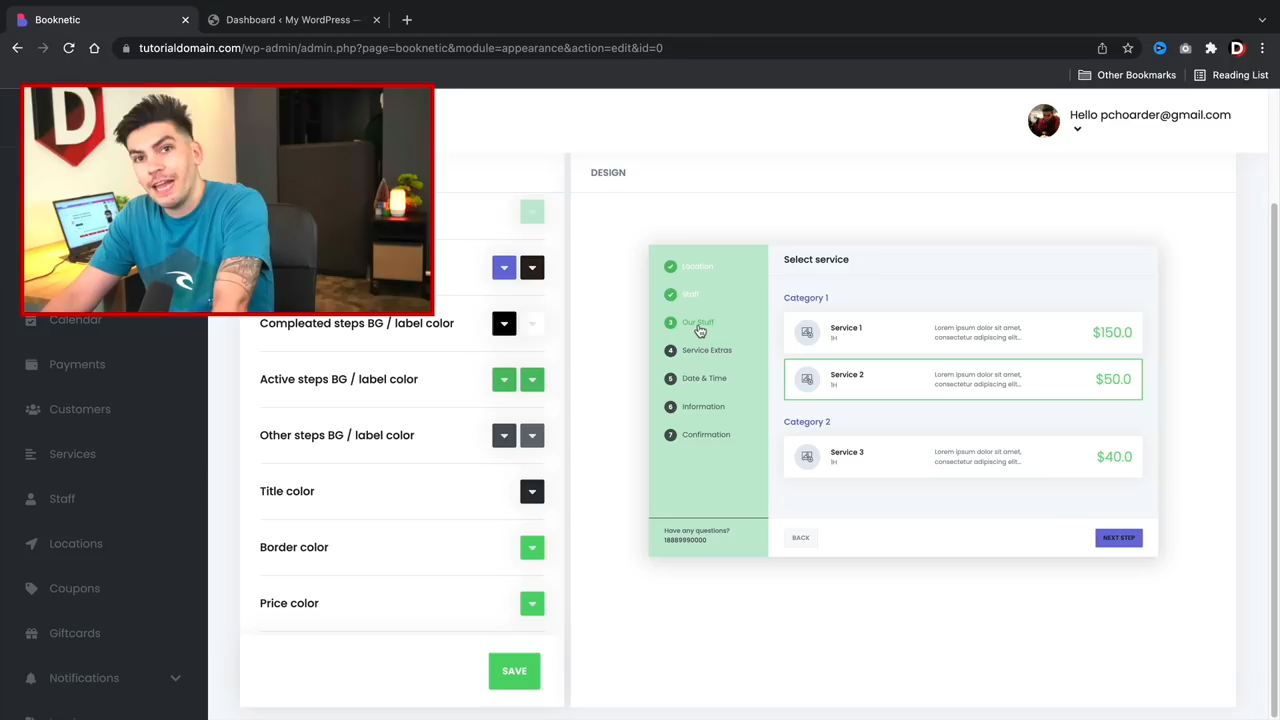 Booknetic
Dashboard ‹ My WordPress —
tutorialdomain.com/wp-admin/admin.php?page=booknetic&module=appearance&action=edit&id=0
Other Bookmarks
Reading List
D
D
Hello pchoarder@gmail.com
Calendar
Payments
Customers
Services
Staff
Locations
Coupons
Giftcards
Notifications
Compleated steps BG / label color
Active steps BG / label color
Other steps BG / label color
Title color
Border color
Price color
SAVE
DESIGN
Location
Staff
3 Our Stuff
4 Service Extras
5 Date & Time
6 Information
7 Confirmation
Have any questions?
18889990000
Select service
Category 1
Service 1
1H
Lorem ipsum dolor sit amet,
consectetur adipiscing elit...
$150.0
Service 2
1H
Lorem ipsum dolor sit amet,
consectetur adipiscing elit...
$50.0
Category 2
Service 3
1H
Lorem ipsum dolor sit amet,
consectetur adipiscing elit...
$40.0
BACK
NEXT STEP